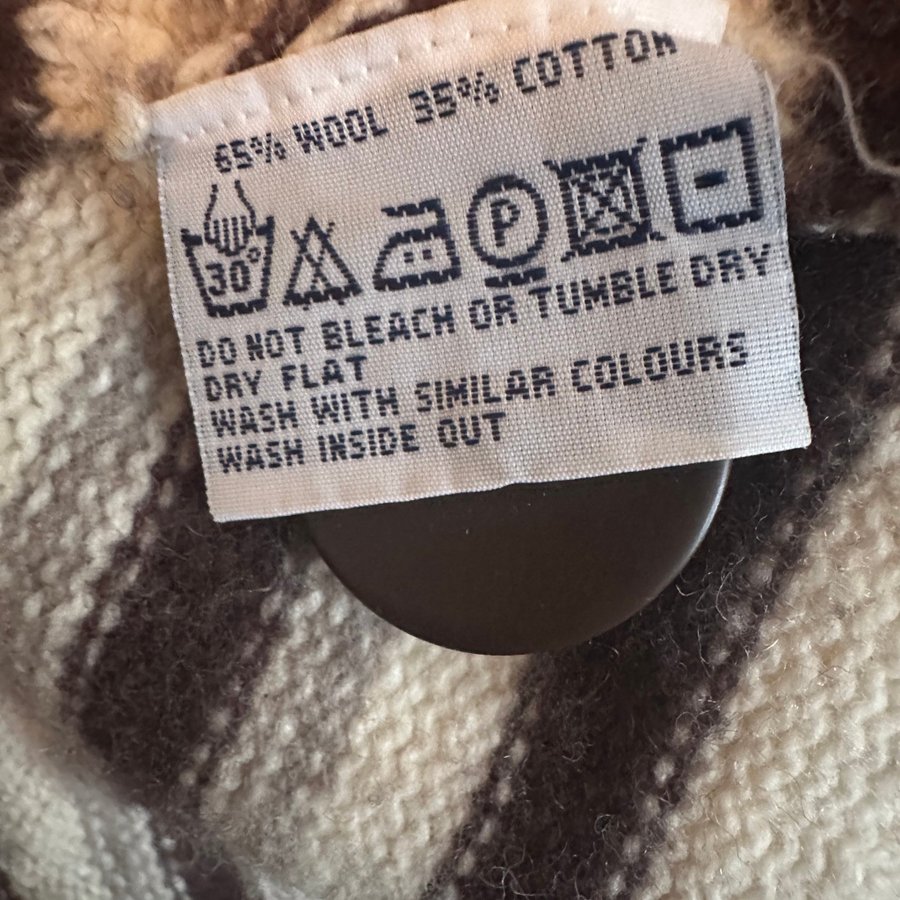 65% WOOL 35% COTTON
30°
P
DO NOT BLEACH OR TUMBLE DRY
DRY FLAT
WASH WITH SIMILAR COLOURS
WASH INSIDE OUT